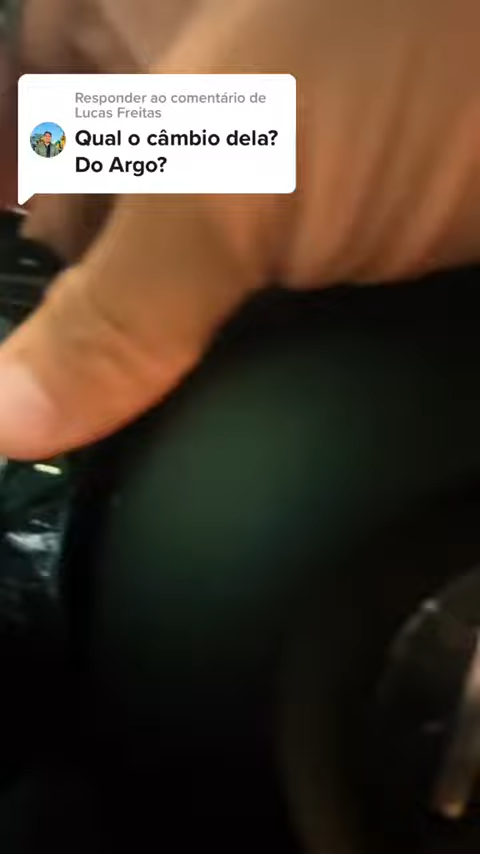 Responder ao comentário de
Lucas Freitas
Qual o câmbio dela?
Do Argo?